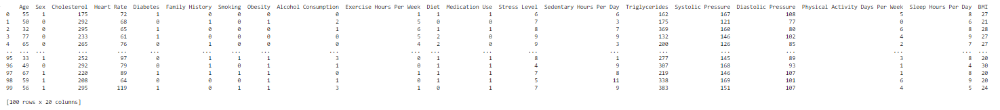 Age Sex Cholesterol Heart Rate Diabetes Family History Smoking Obesity Alcohol Consumption Exercise Hours Per Week Diet Medication Use Stress Level Sedentary Hours Per Day Triglycerides Systolic Pressure Diastolic Pressure Physical Activity Days Per Week Sleep Hours Per Day BMI
0 55 1 175 72 1 0 0 0 0 1 1 1 6 6 162 167 108 5 8 27
1 50 0 292 68 0 1 0 1 2 5 0 0 7 3 175 121 77 0 6 21
2 32 0 295 65 1 0 0 0 1 6 1 1 8 7 369 160 80 6 8 28
3 77 0 233 61 1 0 0 0 0 5 2 0 9 9 132 146 102 4 9 27
4 65 0 265 76 0 1 0 0 0 4 2 0 9 3 200 126 85 2 7 27
.. ... ... ... ... ... ... ... ... ... ... ... ... ... ... ... ... ... ... ... ...
95 33 1 252 97 0 1 1 1 3 0 1 1 8 1 277 145 89 3 8 20
96 49 0 292 79 0 1 0 1 1 0 1 1 4 9 307 168 93 1 4 30
97 67 1 220 89 1 1 1 1 0 1 1 1 7 8 219 146 107 1 8 20
98 59 1 208 64 0 0 0 1 1 0 1 1 5 11 338 169 101 6 9 20
99 56 1 295 119 1 0 1 1 3 1 0 1 7 9 383 151 107 4 5 24
[100 rows x 20 columns]